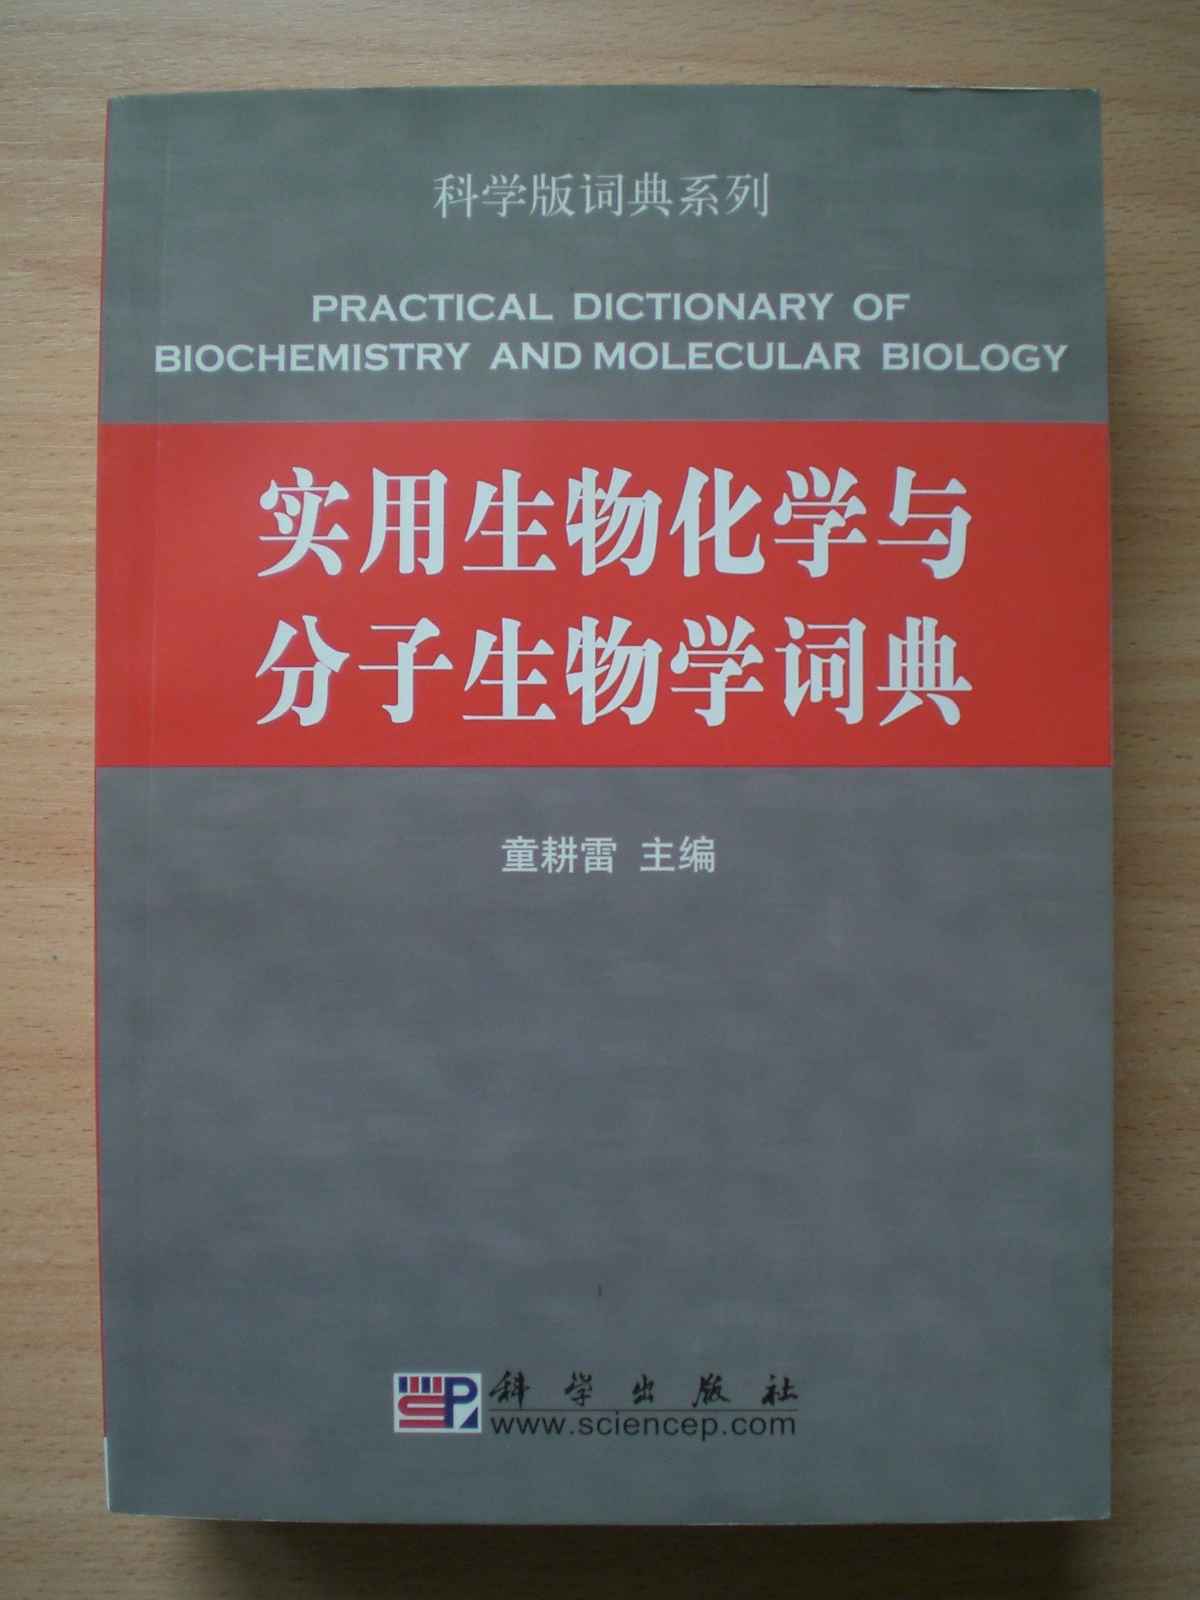 科学版词典系列
PRACTICAL DICTIONARY OF
BIOCHEMISTRY AND MOLECULAR BIOLOGY
实用生物化学与
分子生物学词典
童耕雷 主编
科学出版社
www.sciencep.com